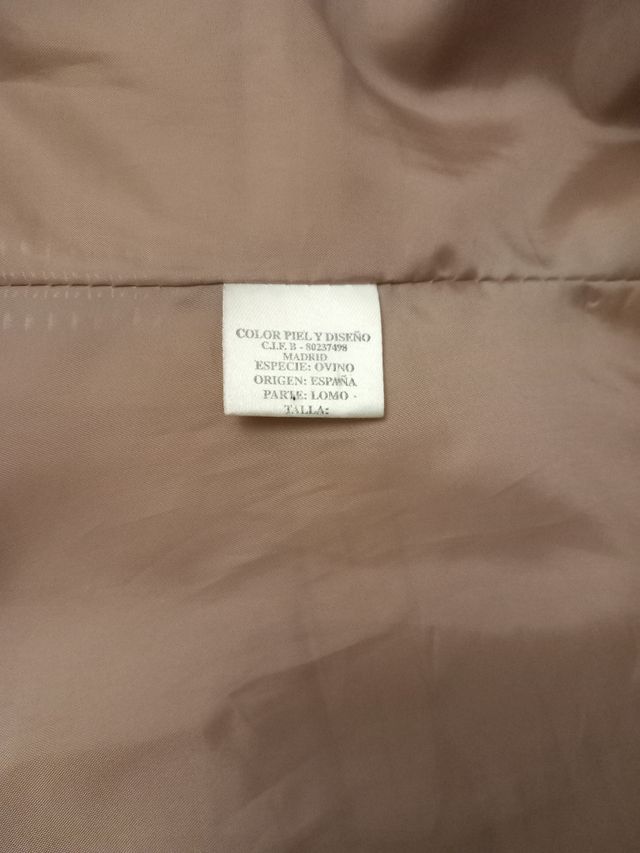 COLOR PIEL Y DISEÑO
C.I.F. B - 80237498
MADRID
ESPECIE: OVINO
ORIGEN: ESPAÑA
PARTE: LOMO -
TALLA: